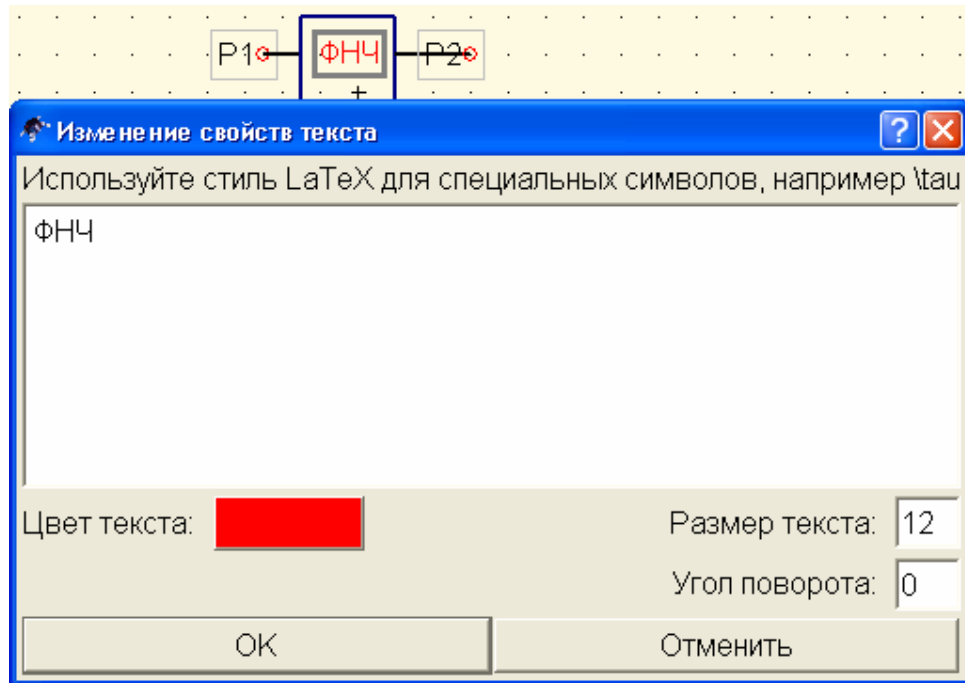 P1 ФНЧ P2
+
Изменение свойств текста
Используйте стиль LaTeX для специальных символов, например \tau
ФНЧ
Цвет текста: Размер текста: 12
Угол поворота: 0
OK Отменить